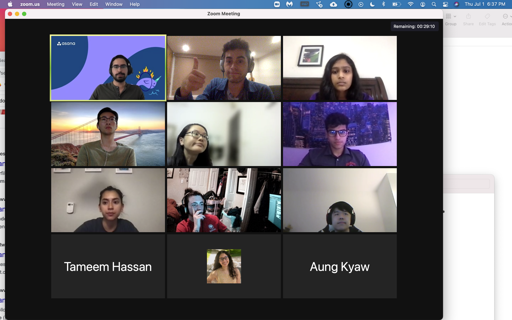 zoom.us Meeting View Edit Window Help
Thu Jul 1 6:37 PM
Zoom Meeting
Remaining: 00:29:10
asana
Tameem Hassan
Aung Kyaw